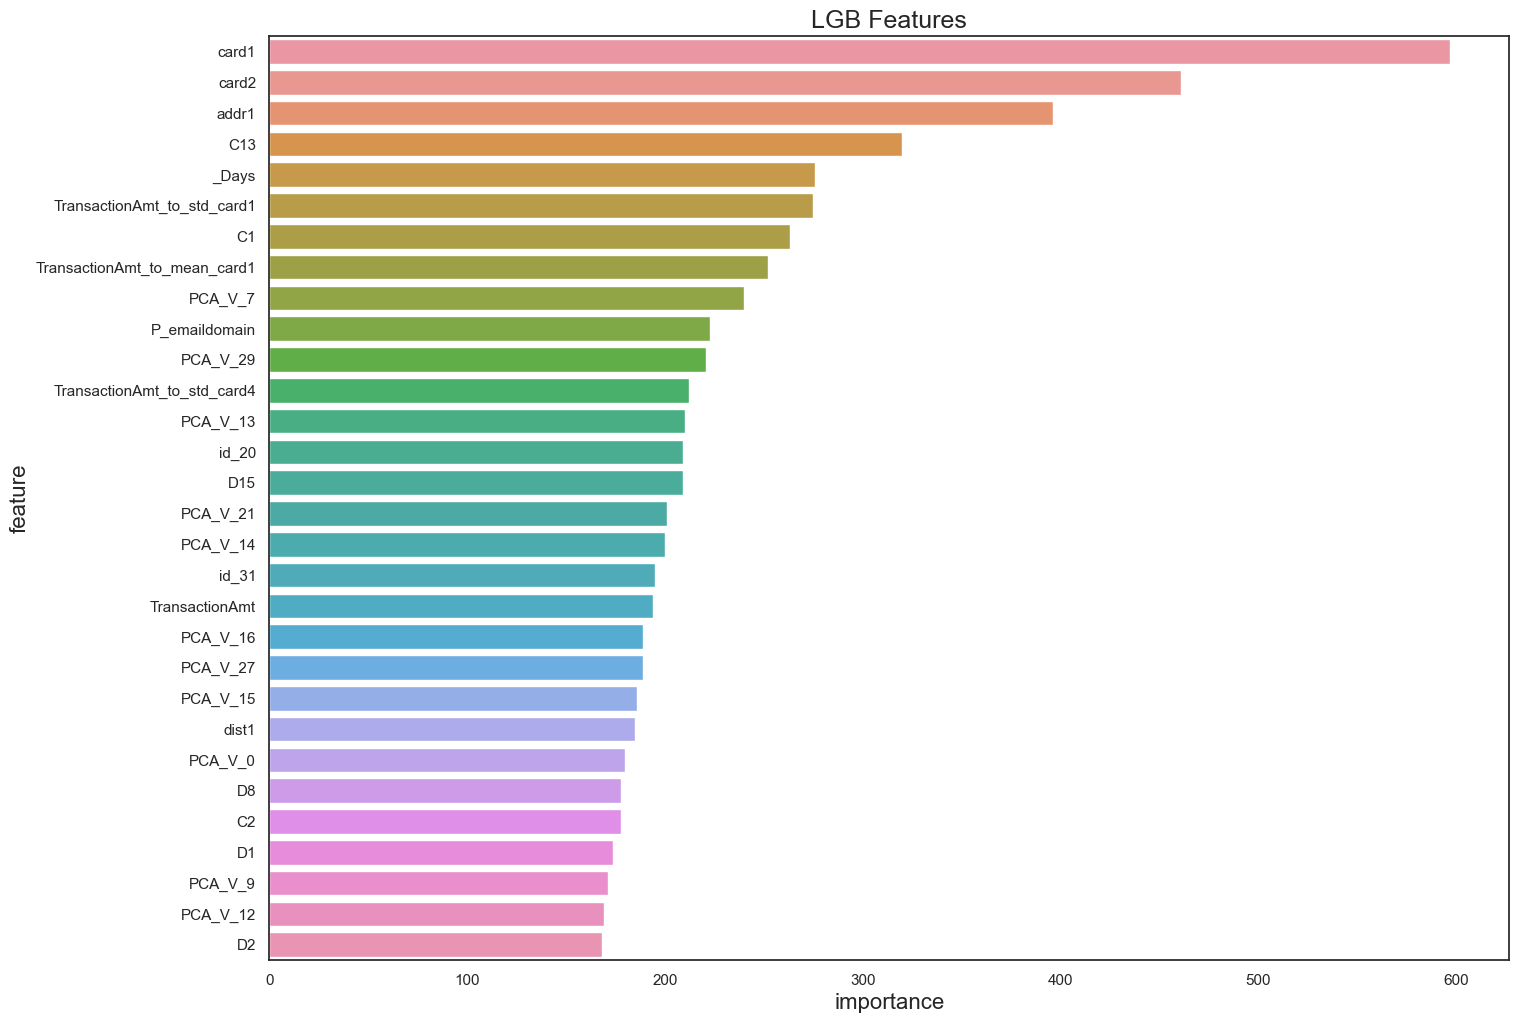 LGB Features
card1
card2
addr1
C13
_Days
TransactionAmt_to_std_card1
C1
TransactionAmt_to_mean_card1
PCA_V_7
P_emaildomain
PCA_V_29
TransactionAmt_to_std_card4
PCA_V_13
id_20
D15
PCA_V_21
PCA_V_14
id_31
TransactionAmt
PCA_V_16
PCA_V_27
PCA_V_15
dist1
PCA_V_0
D8
C2
D1
PCA_V_9
PCA_V_12
D2
feature
0 100 200 300 400 500 600
importance